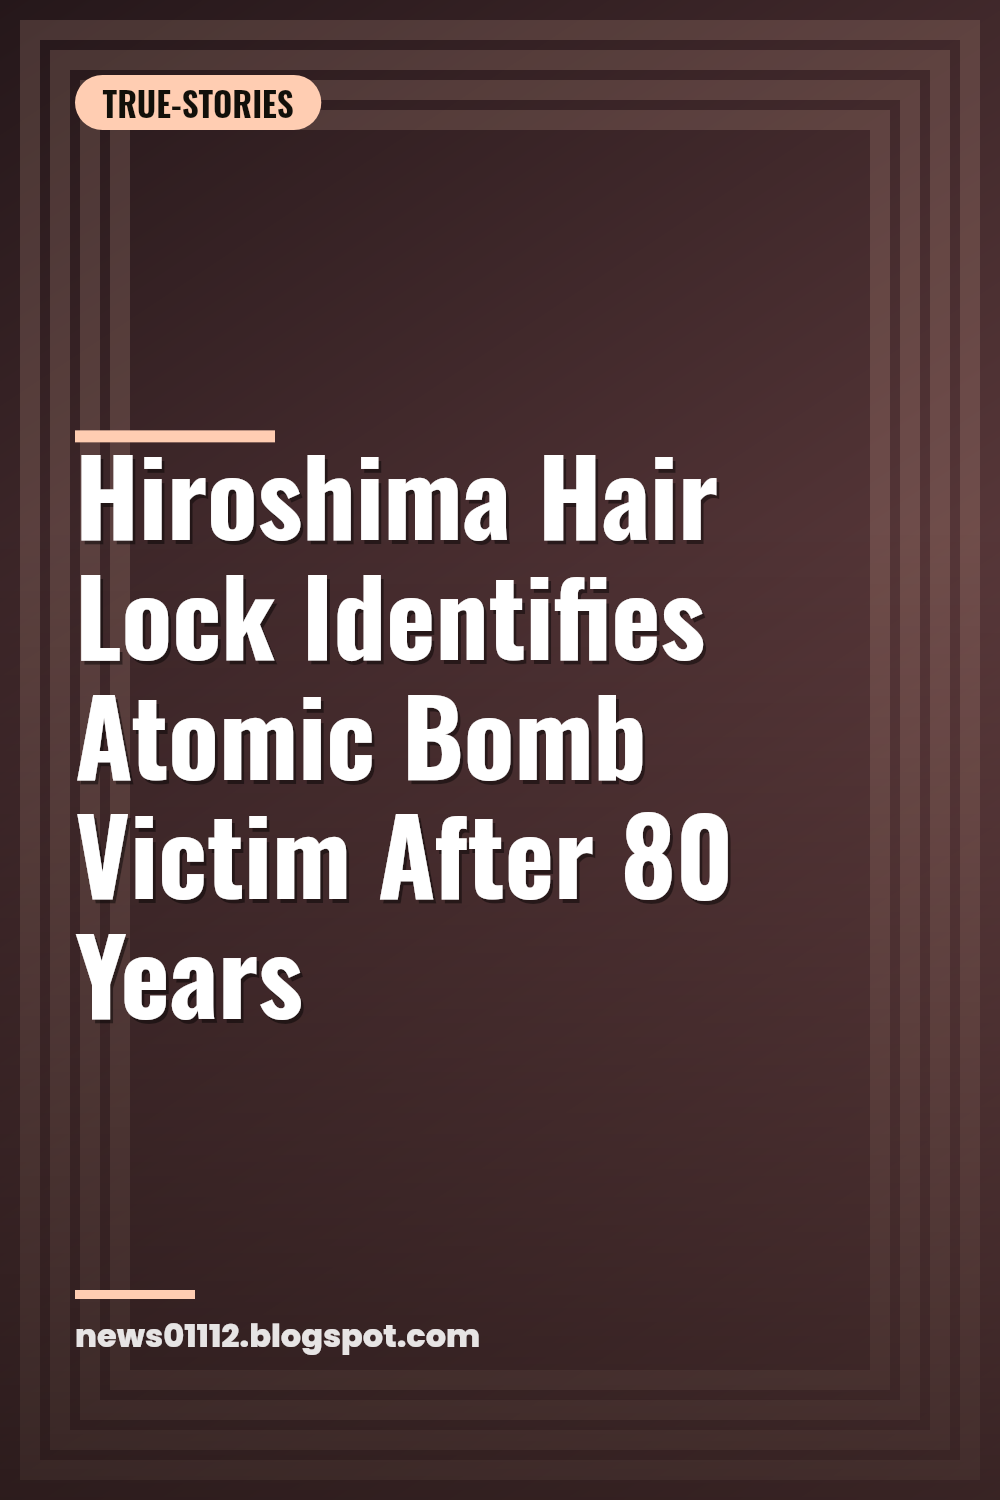 TRUE-STORIES
Hiroshima Hair
Lock Identifies
Atomic Bomb
Victim After 80
Years
news01112.blogspot.com